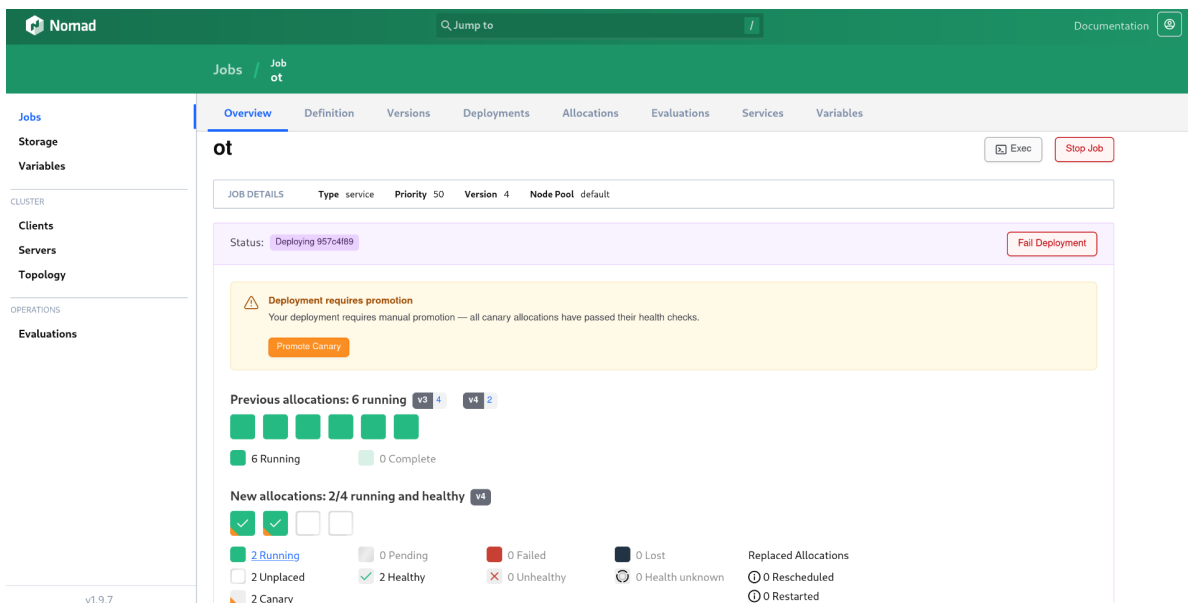 Nomad
Jump to
/
Documentation
Jobs / Job
ot
Jobs
Storage
Variables
CLUSTER
Clients
Servers
Topology
OPERATIONS
Evaluations
v1.9.7
Overview Definition Versions Deployments Allocations Evaluations Services Variables
ot
Exec
Stop Job
JOB DETAILS Type service Priority 50 Version 4 Node Pool default
Status: Deploying 957c4f89
Fail Deployment
Deployment requires promotion
Your deployment requires manual promotion — all canary allocations have passed their health checks.
Promote Canary
Previous allocations: 6 running v3 4 v4 2
6 Running 0 Complete
New allocations: 2/4 running and healthy v4
2 Running 0 Pending 0 Failed 0 Lost Replaced Allocations
2 Unplaced 2 Healthy 0 Unhealthy 0 Health unknown 0 Rescheduled
2 Canary 0 Restarted